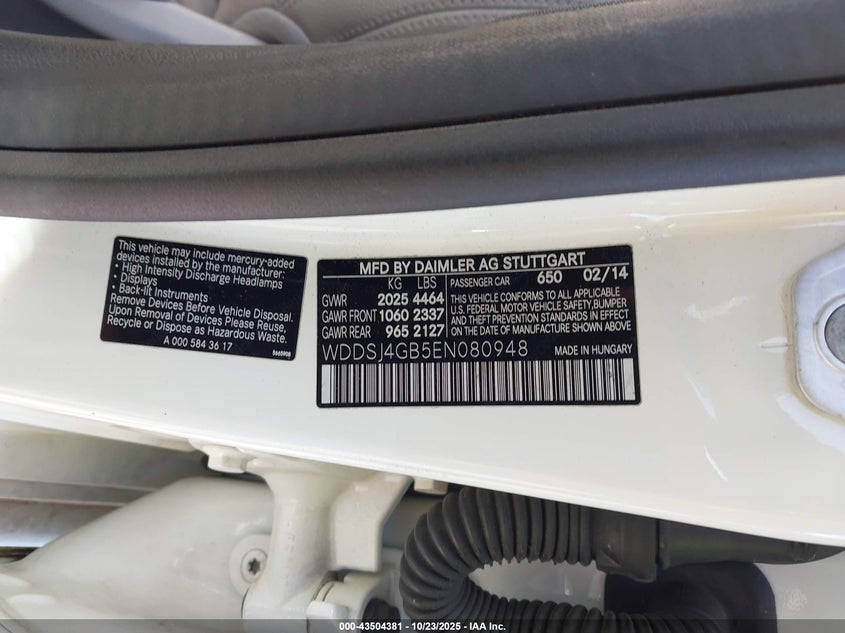 This vehicle may include mercury-added
devices installed by the manufacturer:
• High Intensity Discharge Headlamps
• Displays
• Back-lit Instruments
Remove Devices Before Vehicle Disposal.
Upon Removal of Devices Please Reuse,
Recycle or Dispose as Hazardous Waste.
A 000 584 36 17
5665908
MFD BY DAIMLER AG STUTTGART
KG LBS
GWVR 2025 4464
GAWR FRONT 1060 2337
GAWR REAR 965 2127
PASSENGER CAR 650 02/14
THIS VEHICLE CONFORMS TO ALL APPLICABLE
U.S. FEDERAL MOTOR VEHICLE SAFETY, BUMPER
AND THEFT PREVENTION STANDARDS IN EFFECT
ON THE DATE OF MANUFACTURE SHOWN ABOVE
WDDSJ4GB5EN080948 MADE IN HUNGARY
000-43504381 - 10/23/2025 - IAA Inc.